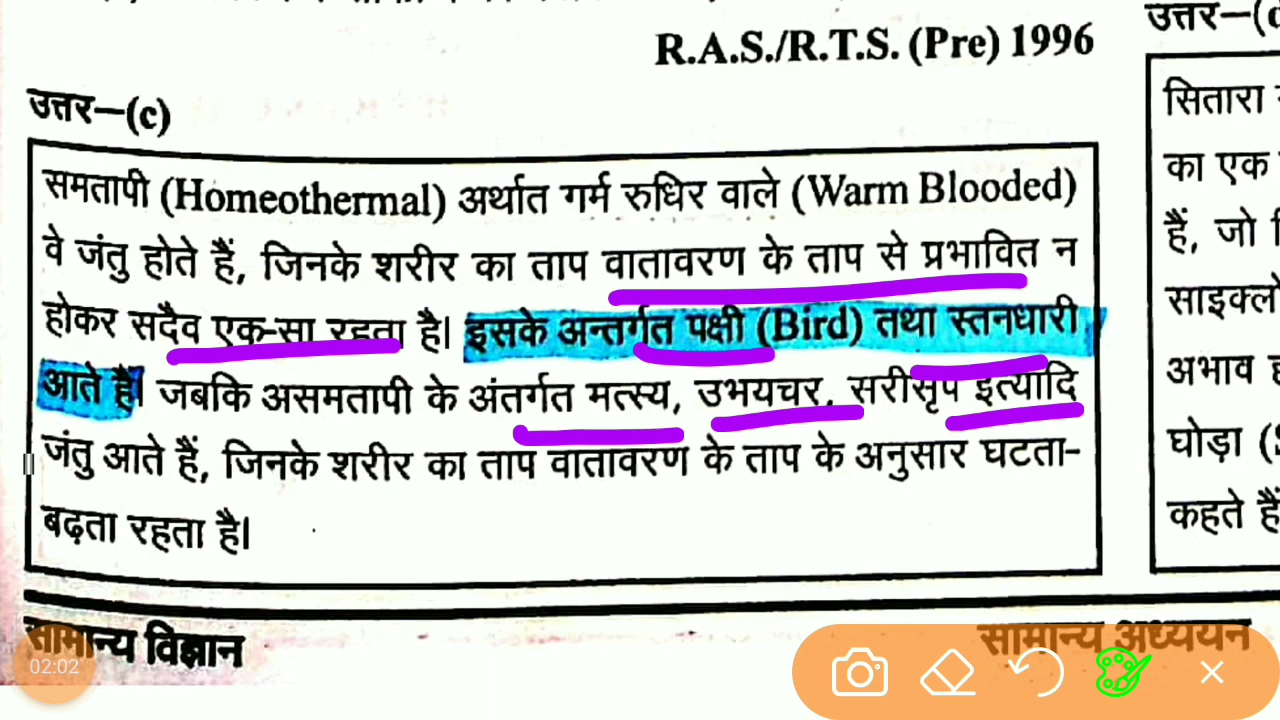 R.A.S./R.T.S. (Pre) 1996
उत्तर–(c)
समतापी (Homeothermal) अर्थात गर्म रुधिर वाले (Warm Blooded)
वे जंतु होते हैं, जिनके शरीर का ताप वातावरण के ताप से प्रभावित न
होकर सदैव एक-सा रहता है। इसके अन्तर्गत पक्षी (Bird) तथा स्तनधारी
आते हैं। जबकि असमतापी के अंतर्गत मत्स्य, उभयचर, सरीसृप इत्यादि
जंतु आते हैं, जिनके शरीर का ताप वातावरण के ताप के अनुसार घटता-
बढ़ता रहता है।
उत्तर–(
सितारा
का एक
हैं, जो
साइक्लो
अभाव
घोड़ा (
कहते हैं
सामान्य विज्ञान
सामान्य अध्ययन
02:02